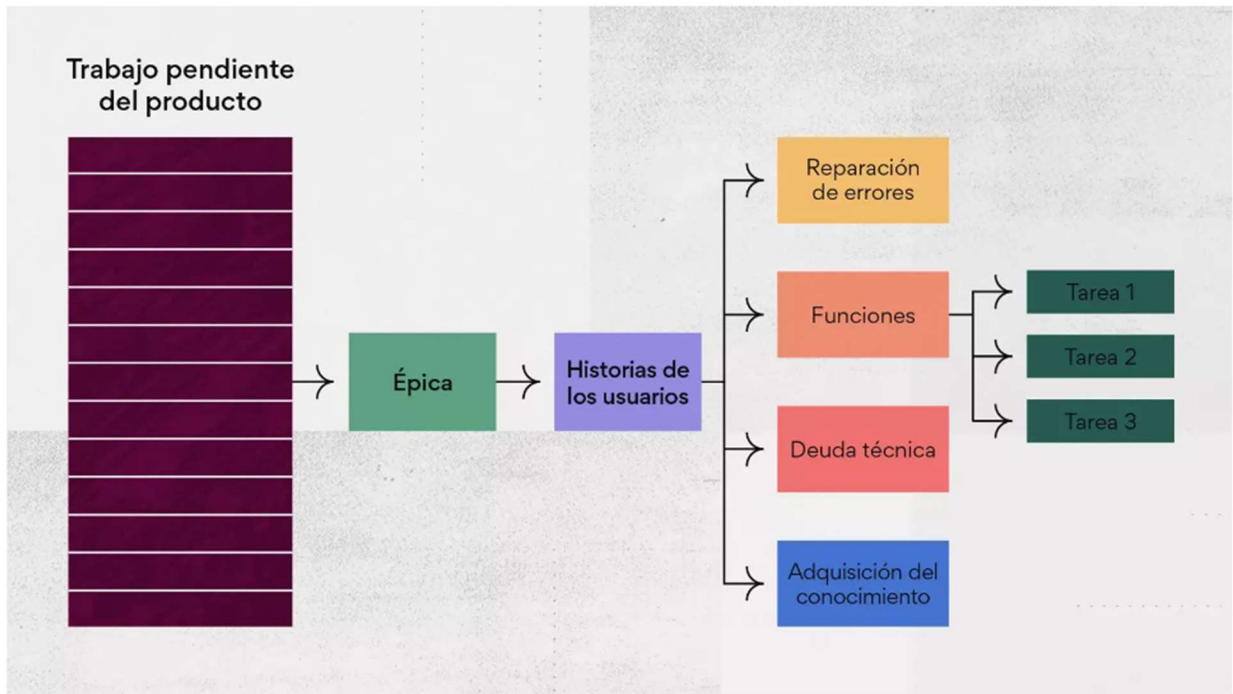 Trabajo pendiente
del producto
Épica
Historias de
los usuarios
Reparación
de errores
Funciones
Deuda técnica
Adquisición del
conocimiento
Tarea 1
Tarea 2
Tarea 3